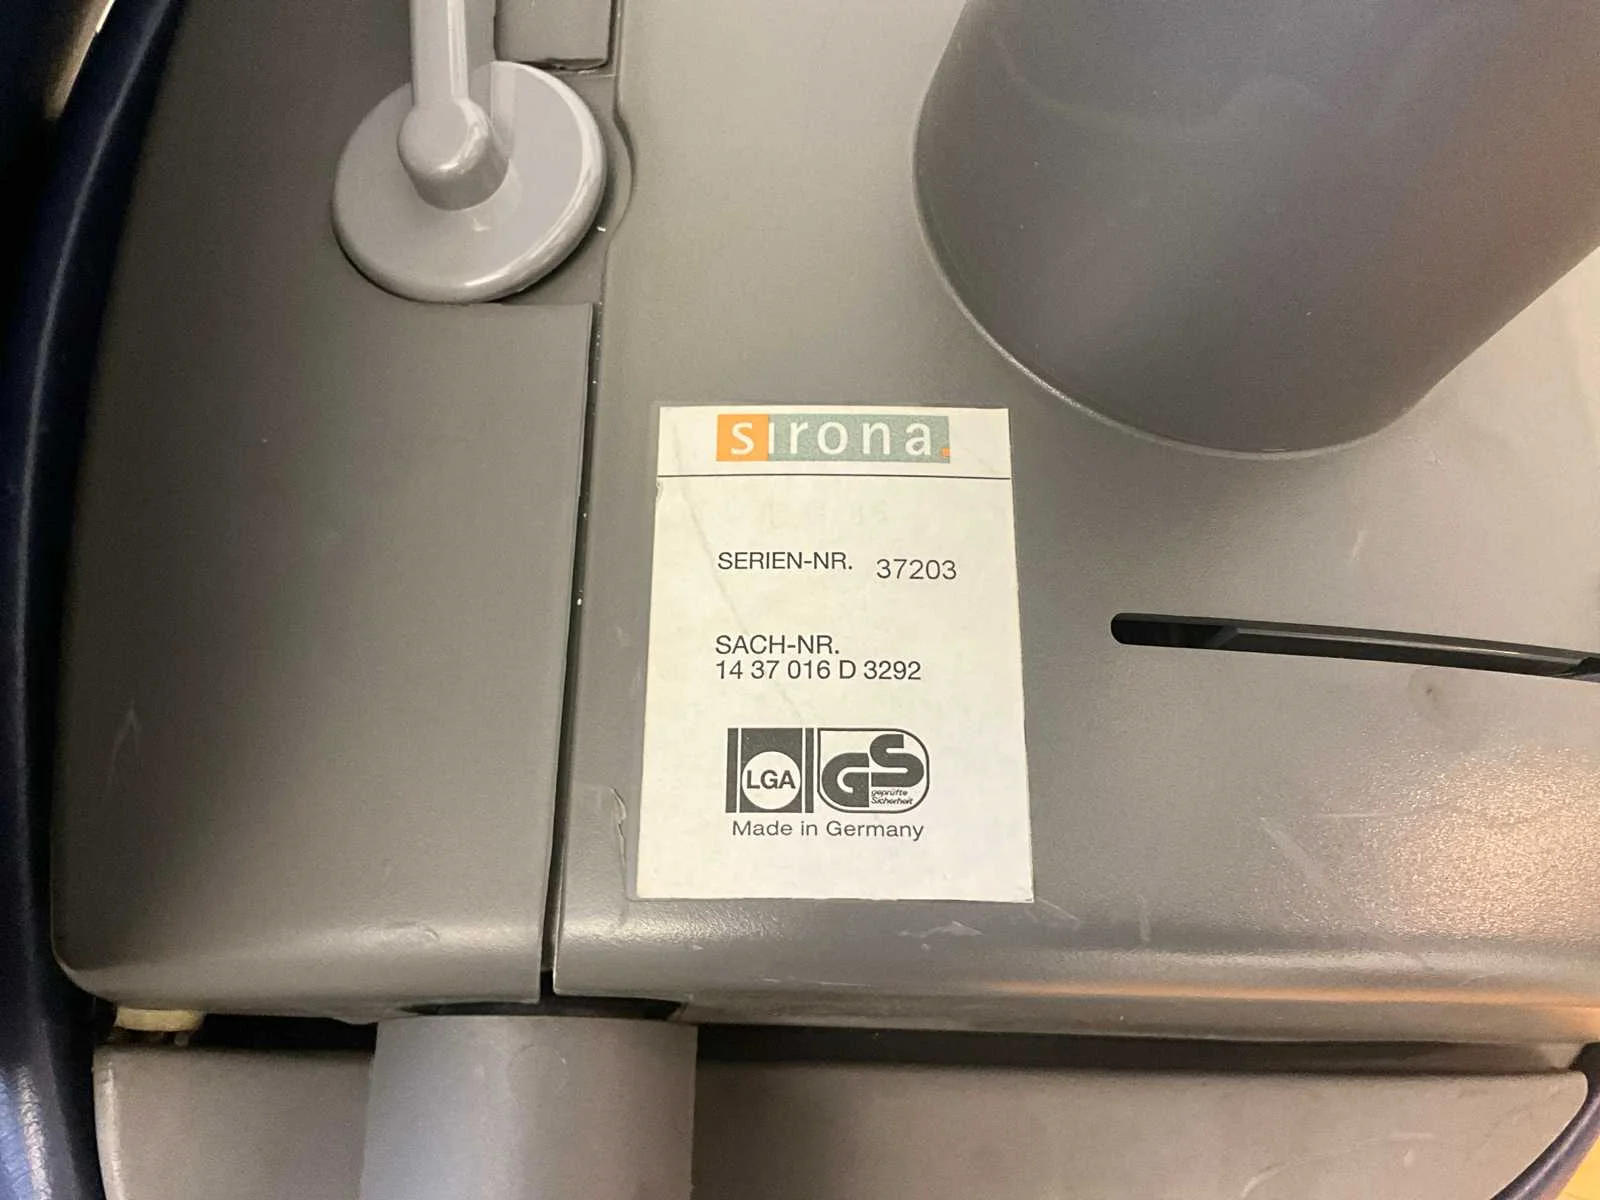 sirona.
SERIEN-NR. 37203
SACH-NR.
14 37 016 D 3292
LGA
GS
geprüfte
Sicherheit
Made in Germany